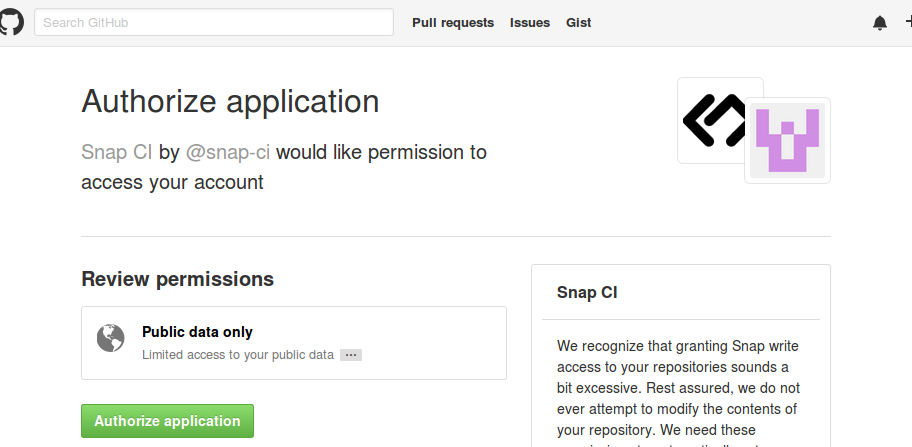 Search GitHub
Pull requests Issues Gist
Authorize application
Snap CI by @snap-ci would like permission to
access your account
Review permissions
Public data only
Limited access to your public data
Authorize application
Snap CI
We recognize that granting Snap write
access to your repositories sounds a
bit excessive. Rest assured, we do not
ever attempt to modify the contents of
your repository. We need these